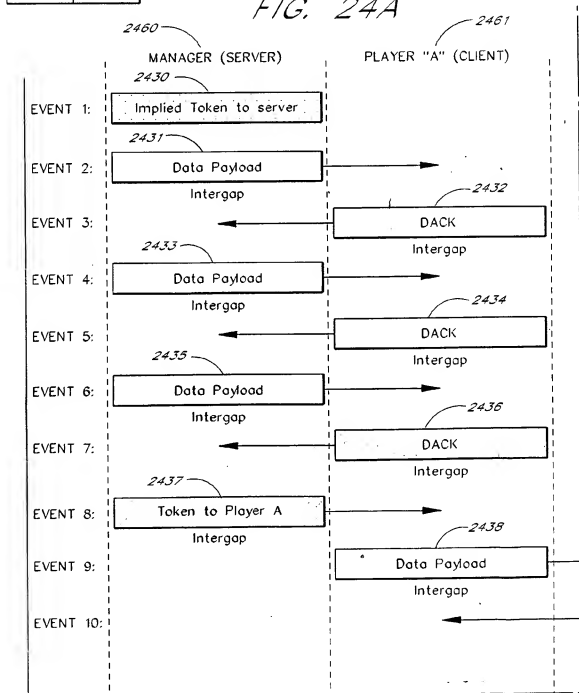 FIG. 24A
2460 2461
MANAGER (SERVER) PLAYER "A" (CLIENT)
2430
EVENT 1: Implied Token to server
2431
EVENT 2: Data Payload
Intergap 2432
EVENT 3: DACK
2433 Intergap
EVENT 4: Data Payload
Intergap 2434
EVENT 5: DACK
2435 Intergap
EVENT 6: Data Payload
Intergap 2436
EVENT 7: DACK
2437 Intergap
EVENT 8: Token to Player A
Intergap 2438
EVENT 9: Data Payload
Intergap
EVENT 10: